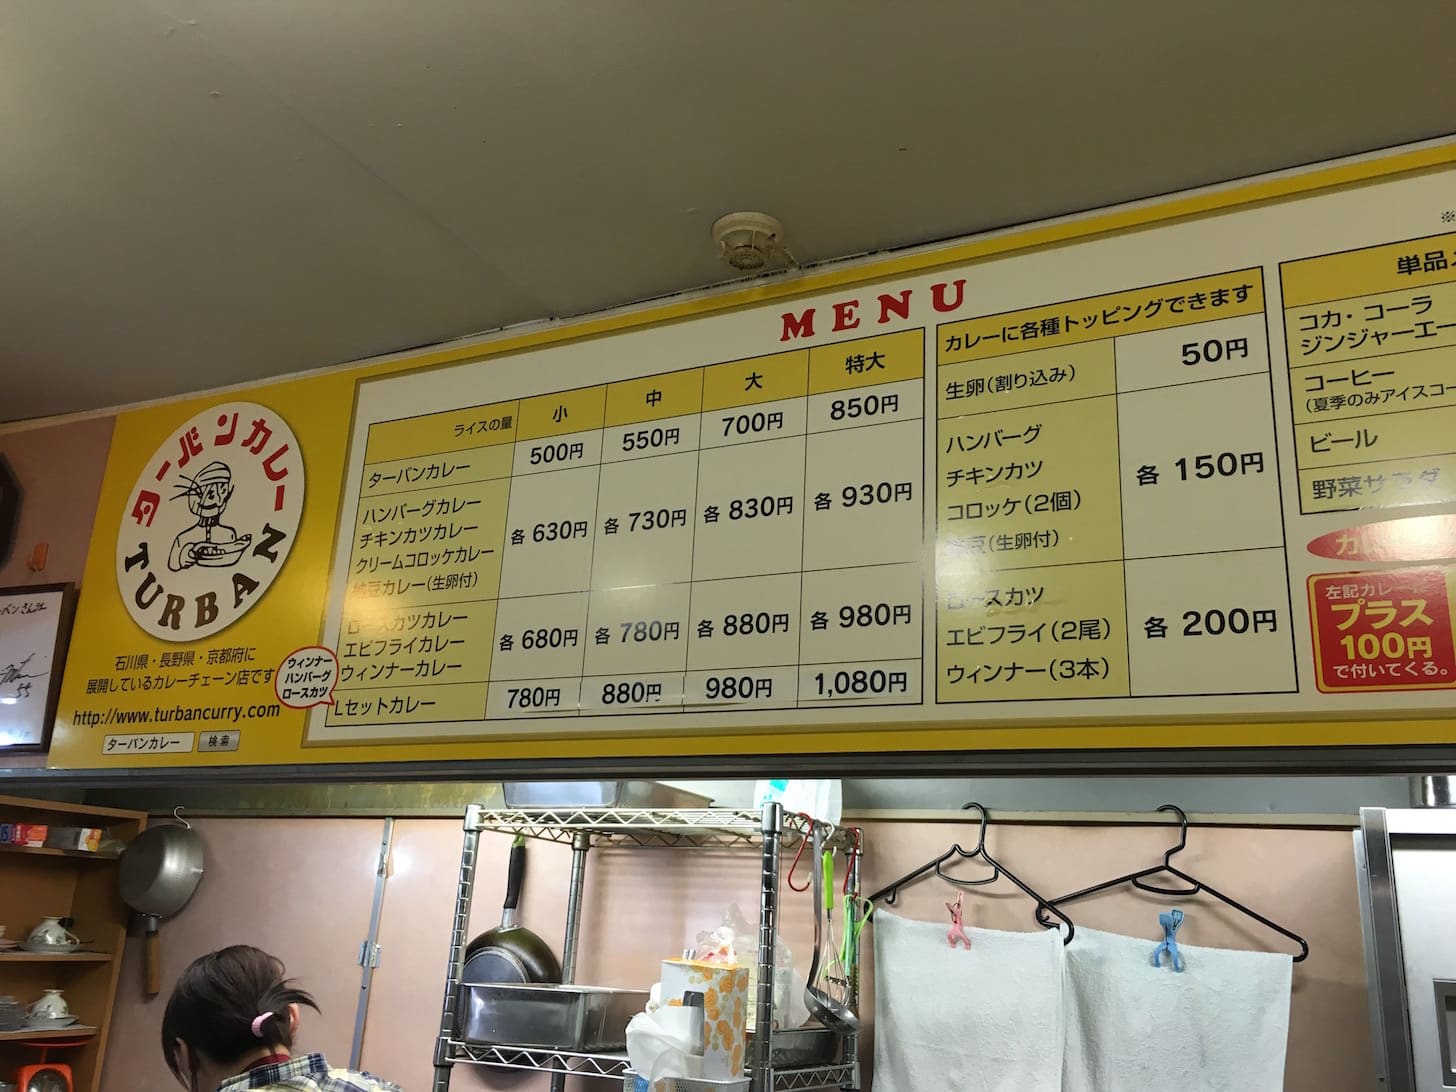 ターバンカレー
TURBAN
石川県・長野県・京都府に
展開しているカレーチェーン店です
http://www.turbancurry.com
ターバンカレー 検索
MENU
ライスの量 小 中 大 特大
ターバンカレー 500円 550円 700円 850円
ハンバーグカレー
チキンカツカレー
クリームコロッケカレー
納豆カレー(生卵付)
各 630円 各 730円 各 830円 各 930円
ロースカツカレー
エビフライカレー
ウィンナーカレー
各 680円 各 780円 各 880円 各 980円
ウィンナー
ハンバーグ
ロースカツ
Lセットカレー 780円 880円 980円 1,080円
カレーに各種トッピングできます
生卵(割り込み) 50円
ハンバーグ
チキンカツ
コロッケ(2個)
納豆(生卵付)
各 150円
ロースカツ
エビフライ(2尾)
ウィンナー(3本)
各 200円
※
単品
コカ・コーラ
ジンジャーエー
コーヒー
(夏季のみアイスコー
ビール
野菜サラダ
左記カレーに
プラス
100円
で付いてくる。